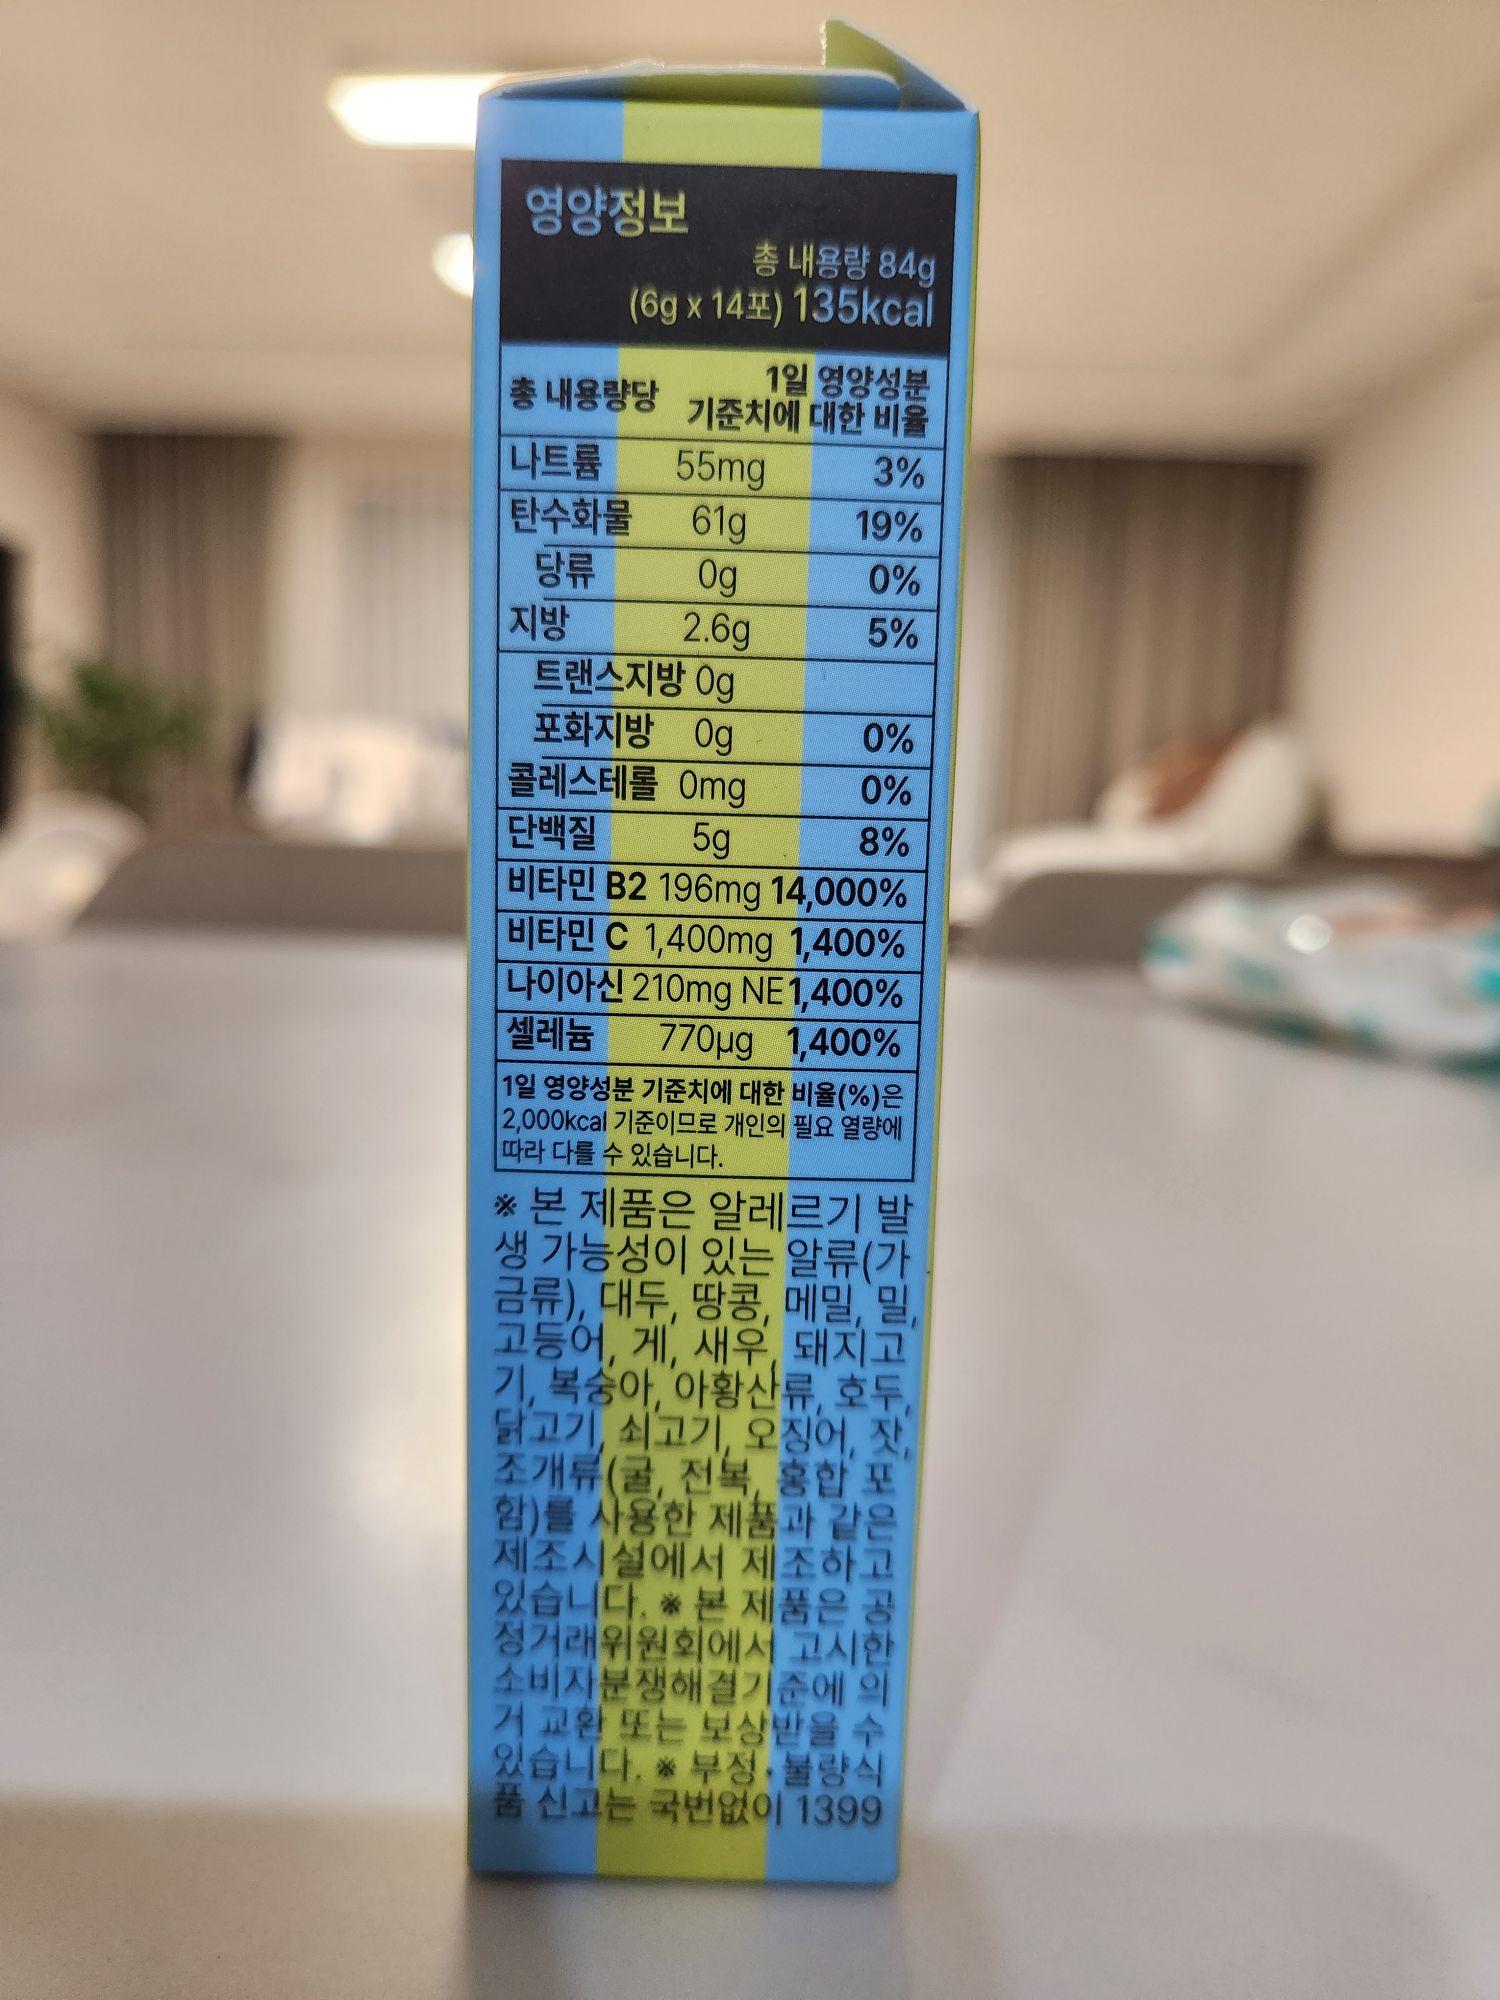 영양정보
총 내용량 84g
(6g x 14포) 135kcal
총 내용량당 1일 영양성분
기준치에 대한 비율
나트륨 55mg 3%
탄수화물 61g 19%
당류 0g 0%
지방 2.6g 5%
트랜스지방 0g
포화지방 0g 0%
콜레스테롤 0mg 0%
단백질 5g 8%
비타민 B2 196mg 14,000%
비타민 C 1,400mg 1,400%
나이아신 210mg NE 1,400%
셀레늄 770µg 1,400%
1일 영양성분 기준치에 대한 비율(%)은
2,000kcal 기준이므로 개인의 필요 열량에
따라 다를 수 있습니다.
※ 본 제품은 알레르기 발
생 가능성이 있는 알류(가
금류), 대두, 땅콩, 메밀, 밀,
고등어, 게, 새우, 돼지고
기, 복숭아, 아황산류, 호두,
닭고기, 쇠고기, 오징어, 잣,
조개류(굴, 전복, 홍합 포
함)를 사용한 제품과 같은
제조시설에서 제조하고
있습니다. ※ 본 제품은 공
정거래위원회에서 고시한
소비자분쟁해결기준에 의
거 교환 또는 보상받을 수
있습니다. ※ 부정·불량식
품 신고는 국번없이 1399